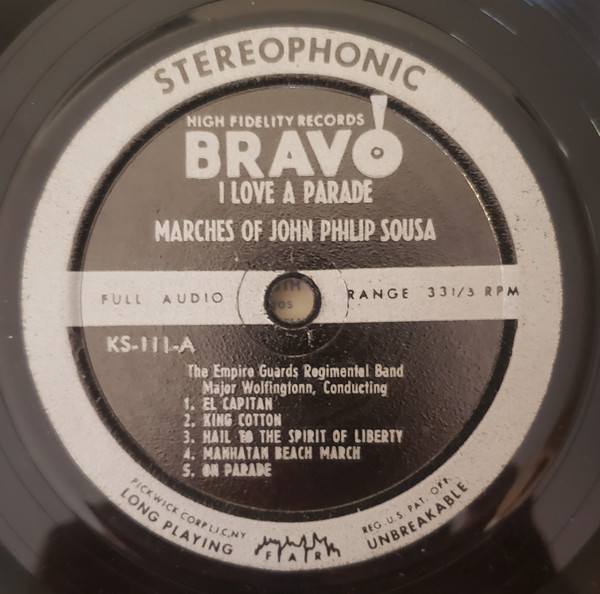 STEREOPHONIC
HIGH FIDELITY RECORDS
BRAVO
I LOVE A PARADE
MARCHES OF JOHN PHILIP SOUSA
FULL AUDIO RANGE 33 1/3 RPM
KS-111-A
The Empire Guards Regimental Band
Major Wolfingtonn, Conducting
1. EL CAPITAN
2. KING COTTON
3. HAIL TO THE SPIRIT OF LIBERTY
4. MANHATAN BEACH MARCH
5. ON PARADE
PICKWICK CORP. L.I.C., N.Y.
LONG PLAYING
FAR
REG. U.S. PAT. OFF.
UNBREAKABLE